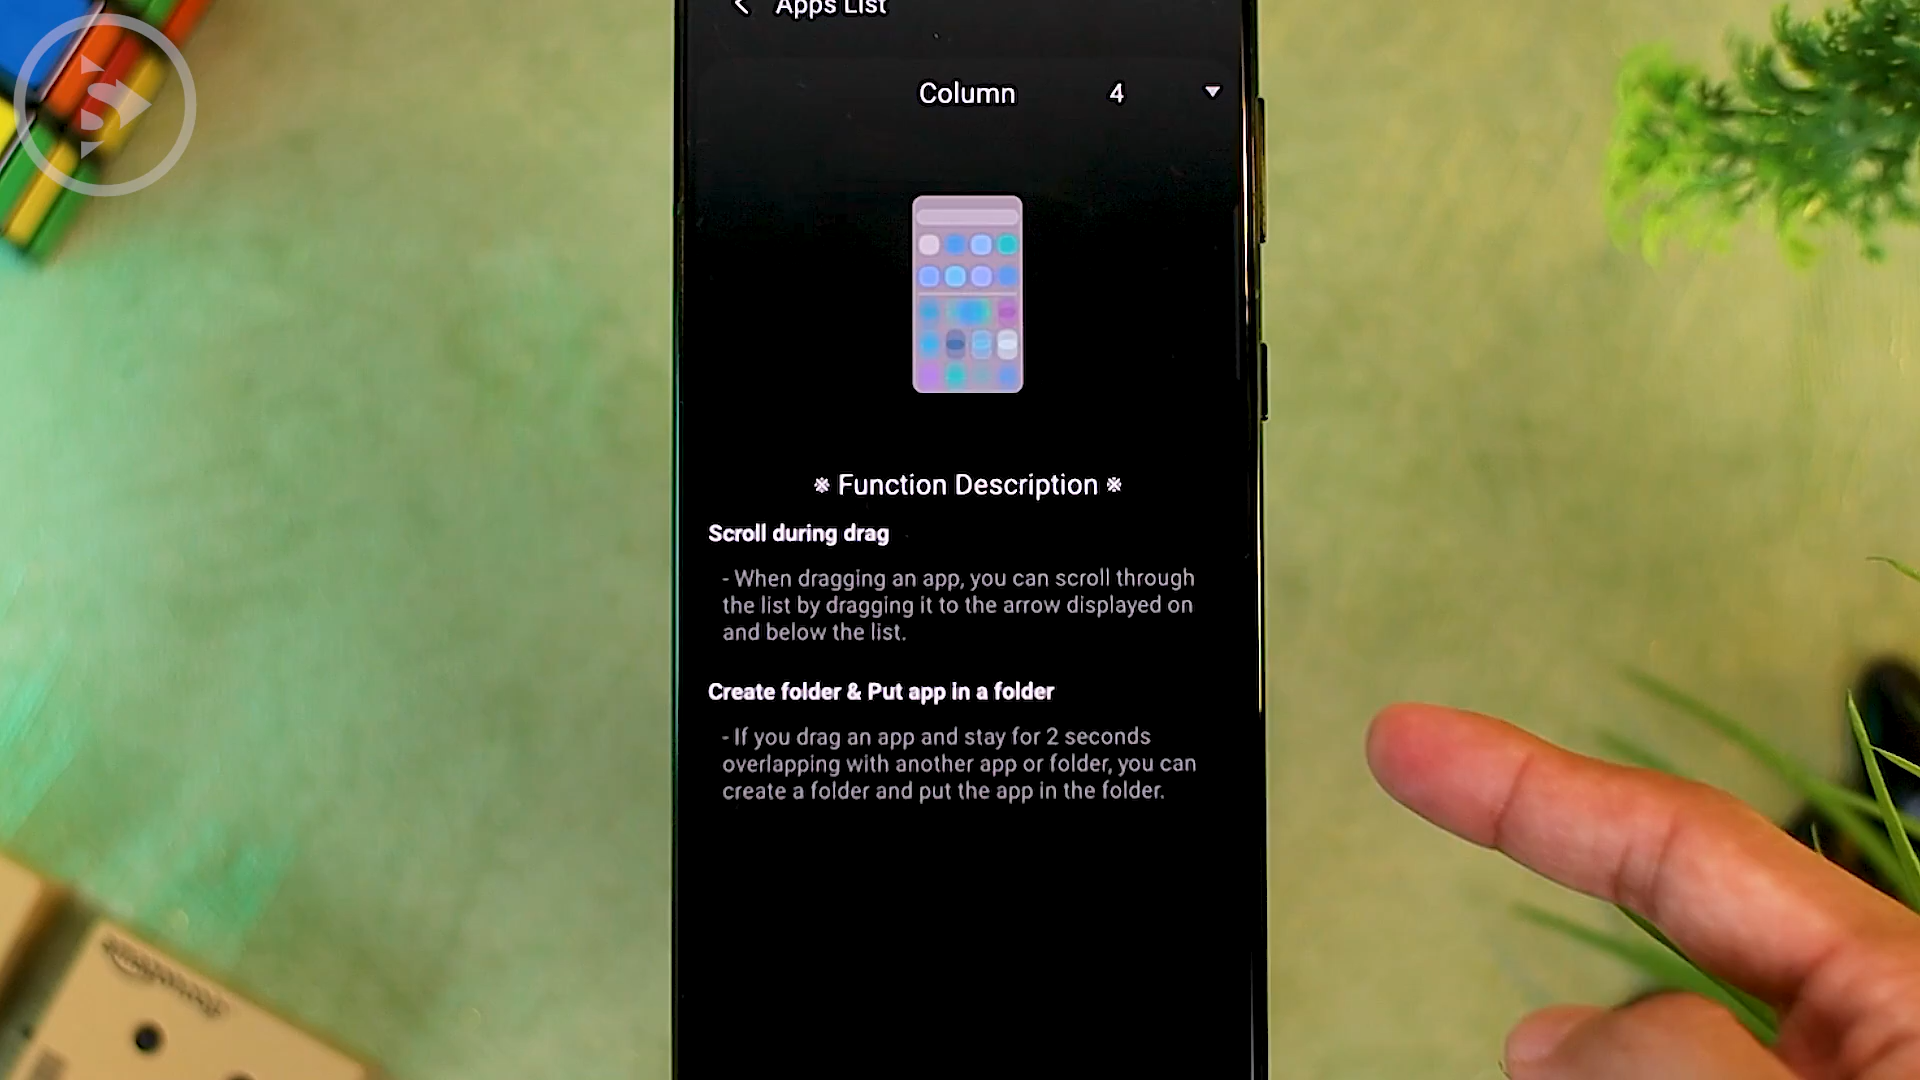 Apps List
Column 4
※ Function Description ※
Scroll during drag
- When dragging an app, you can scroll through
the list by dragging it to the arrow displayed on
and below the list.
Create folder & Put app in a folder
- If you drag an app and stay for 2 seconds
overlapping with another app or folder, you can
create a folder and put the app in the folder.